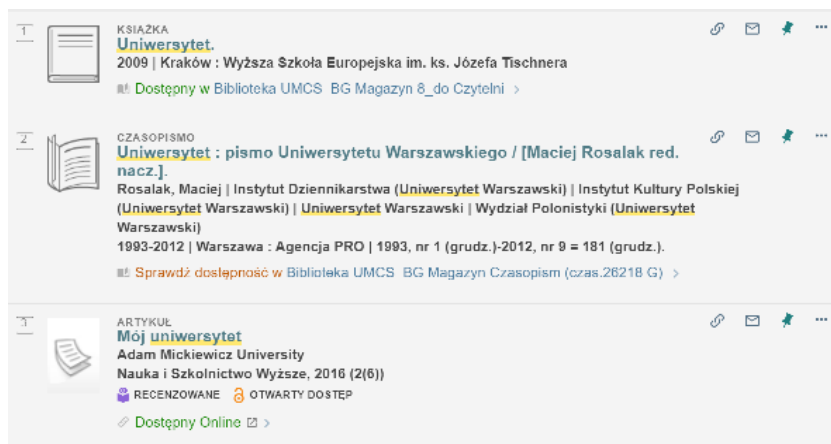 1
KSIĄŻKA
Uniwersytet.
2009 | Kraków : Wyższa Szkoła Europejska im. ks. Józefa Tischnera
Dostępny w Biblioteka UMCS BG Magazyn 8_do Czytelni >
2
CZASOPISMO
Uniwersytet : pismo Uniwersytetu Warszawskiego / [Maciej Rosalak red.
nacz.].
Rosalak, Maciej | Instytut Dziennikarstwa (Uniwersytet Warszawski) | Instytut Kultury Polskiej
(Uniwersytet Warszawski) | Uniwersytet Warszawski | Wydział Polonistyki (Uniwersytet
Warszawski)
1993-2012 | Warszawa : Agencja PRO | 1993, nr 1 (grudz.)-2012, nr 9 = 181 (grudz.).
Sprawdź dostępność w Biblioteka UMCS BG Magazyn Czasopism (czas.26218 G) >
3
ARTYKUŁ
Mój uniwersytet
Adam Mickiewicz University
Nauka i Szkolnictwo Wyższe, 2016 (2(6))
RECENZOWANE OTWARTY DOSTĘP
Dostępny Online >